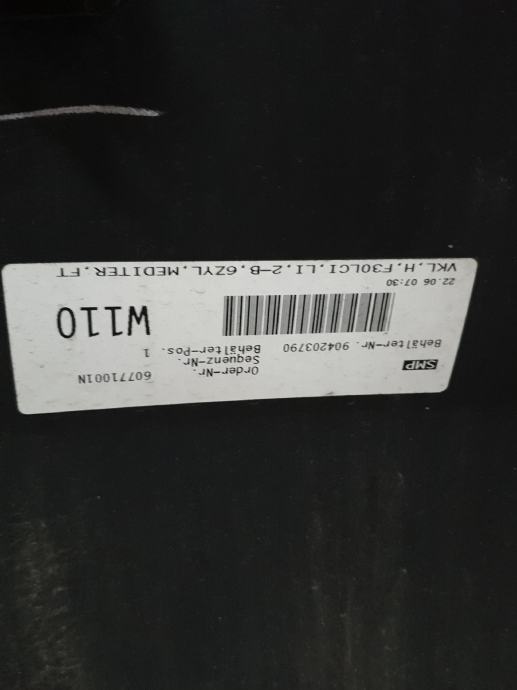 SMP
Order-Nr. 60771001N
Sequenz-Nr.
Behälter-Nr. 904203790 Behälter-Pos. 1
W110
22.06 07:30
VKL,H,F30LCI,LI,2-B,6ZYL,MEDITER,FT